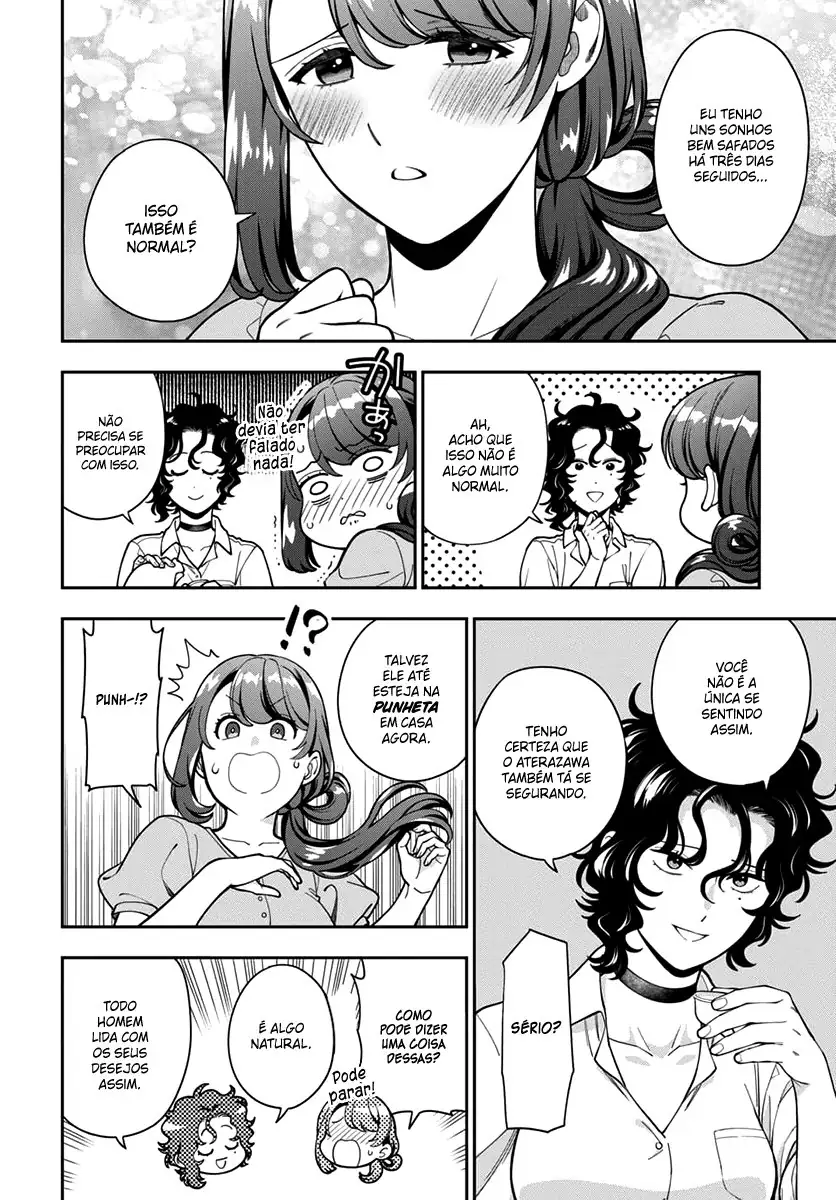 EU TENHO
UNS SONHOS
BEM SAFADOS
HÁ TRÊS DIAS
SEGUIDOS...
ISSO
TAMBÉM É
NORMAL?
AH,
ACHO QUE
ISSO NÃO É
ALGO MUITO
NORMAL.
かあっ
Não
devia ter
falado
nada!
NÃO
PRECISA SE
PREOCUPAR
COM ISSO.
VOCÊ
NÃO É A
ÚNICA SE
SENTINDO
ASSIM.
TENHO
CERTEZA QUE
O ATERAZAWA
TAMBÉM TÁ SE
SEGURANDO.
SÉRIO?
TALVEZ
ELE ATÉ
ESTEJA NA
PUNHETA
EM CASA
AGORA.
!?
PUNH-!?
COMO
PODE DIZER
UMA COISA
DESSAS?
Pode
parar!
É ALGO
NATURAL.
TODO
HOMEM
LIDA COM
OS SEUS
DESEJOS
ASSIM.